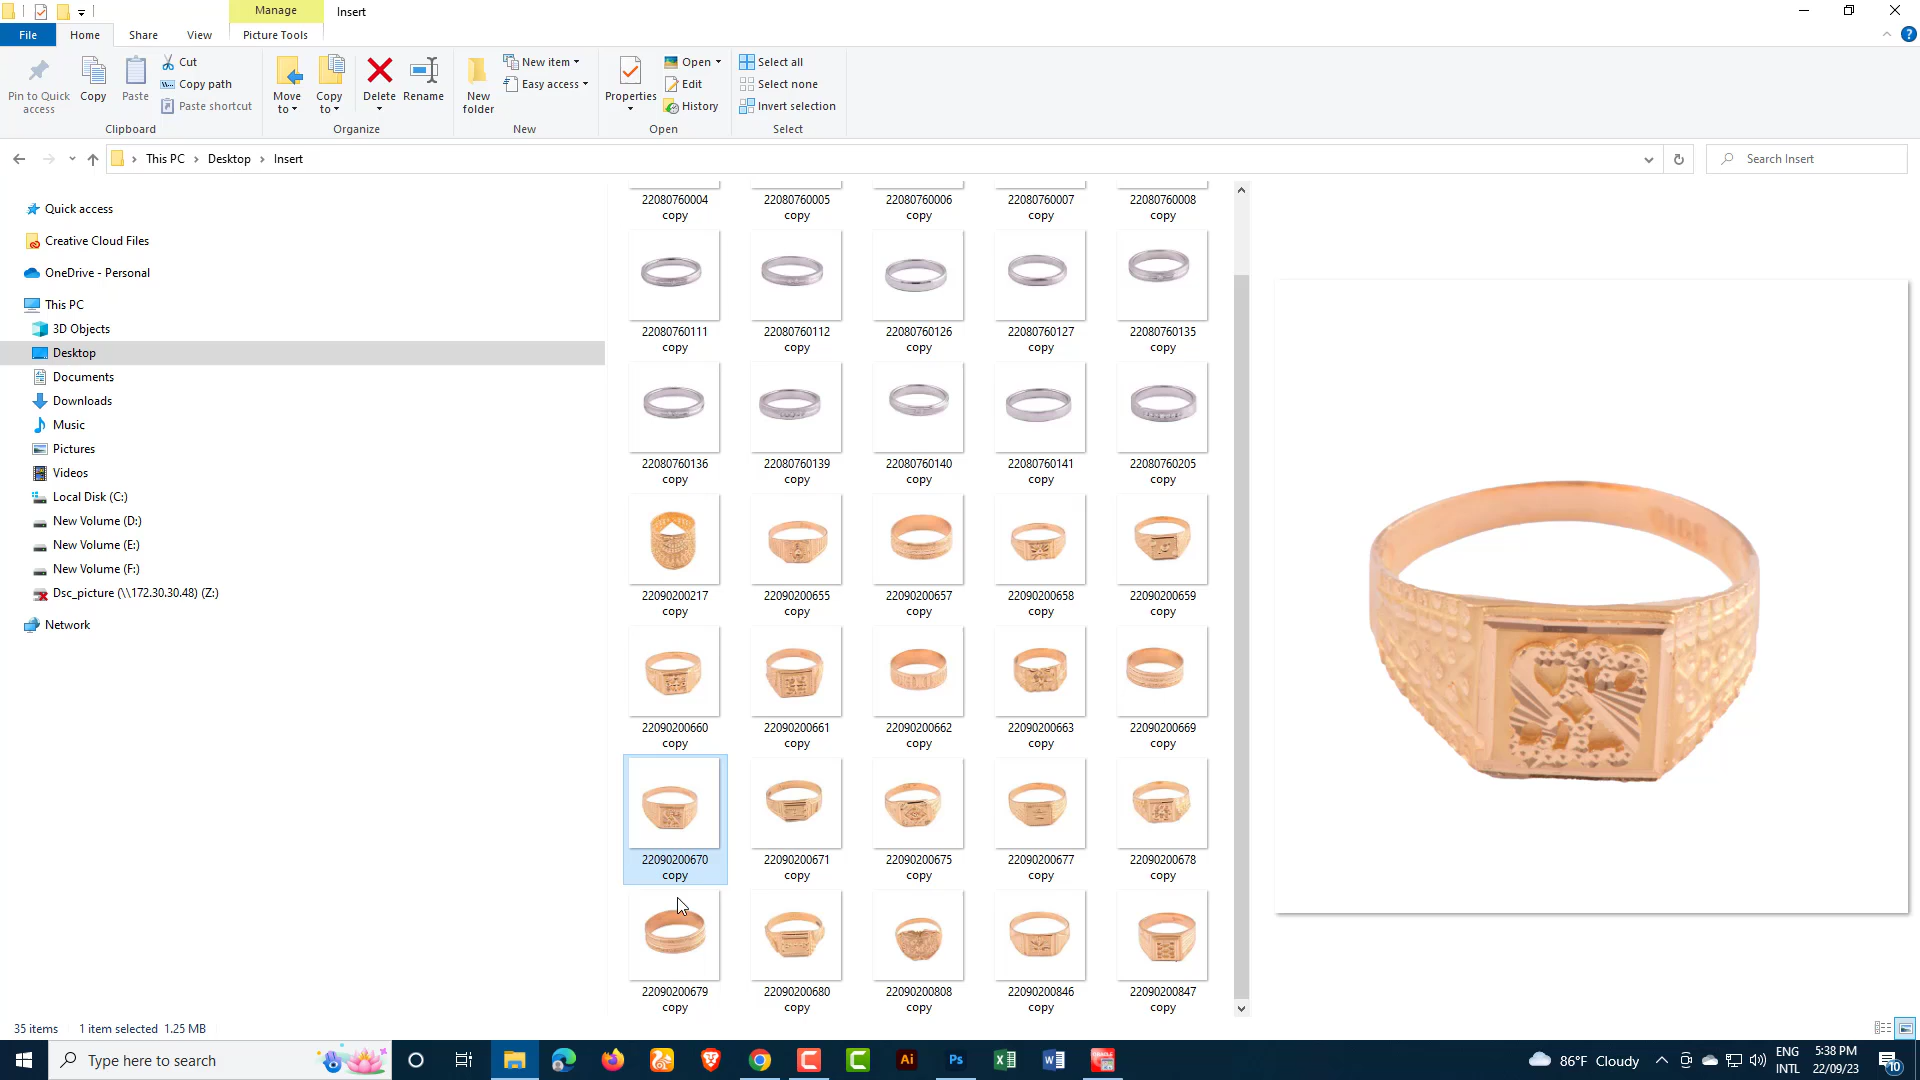 Manage
Insert
File
Home
Share
View
Picture Tools
Pin to Quick access
Copy
Paste
Cut
Copy path
Paste shortcut
Clipboard
Move to
Copy to
Delete
Rename
Organize
New folder
New item
Easy access
New
Properties
Open
Edit
History
Open
Select all
Select none
Invert selection
Select
This PC
Desktop
Insert
Search Insert
Quick access
Creative Cloud Files
OneDrive - Personal
This PC
3D Objects
Desktop
Documents
Downloads
Music
Pictures
Videos
Local Disk (C:)
New Volume (D:)
New Volume (E:)
New Volume (F:)
Dsc_picture (\\172.30.30.48) (Z:)
Network
22080760004 copy
22080760005 copy
22080760006 copy
22080760007 copy
22080760008 copy
22080760111 copy
22080760112 copy
22080760126 copy
22080760127 copy
22080760135 copy
22080760136 copy
22080760139 copy
22080760140 copy
22080760141 copy
22080760205 copy
22090200217 copy
22090200655 copy
22090200657 copy
22090200658 copy
22090200659 copy
22090200660 copy
22090200661 copy
22090200662 copy
22090200663 copy
22090200669 copy
22090200670 copy
22090200671 copy
22090200675 copy
22090200677 copy
22090200678 copy
22090200679 copy
22090200680 copy
22090200808 copy
22090200846 copy
22090200847 copy
35 items
1 item selected 1.25 MB
Type here to search
Ai
Ps
86°F Cloudy
ENG
INTL
5:38 PM
22/09/23
10